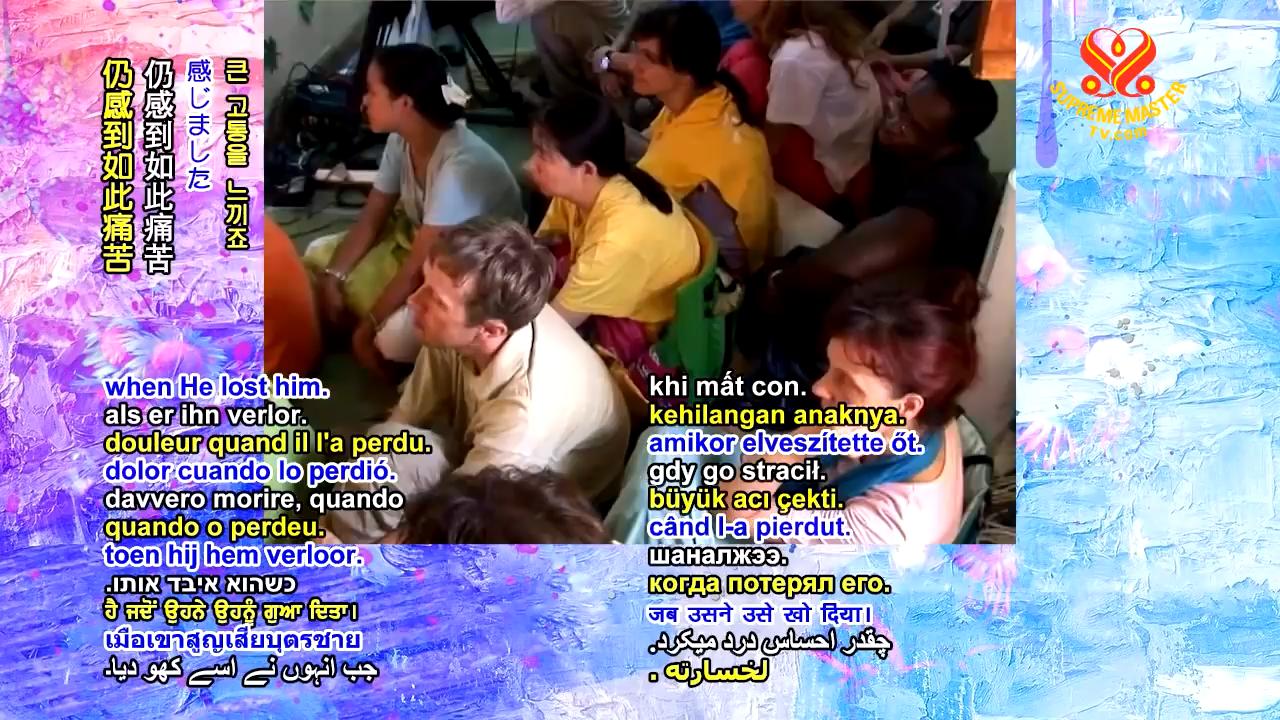 큰 고통을 느끼죠
感じました
仍感到如此痛苦
仍感到如此痛苦
SUPREME MASTER
TV.com
when He lost him.
als er ihn verlor.
douleur quand il l'a perdu.
dolor cuando lo perdió.
davvero morire, quando
quando o perdeu.
toen hij hem verloor.
כשהוא איבד אותו.
ਹੈ ਜਦੋਂ ਉਹਨੇ ਉਹਨੂੰ ਗੁਆ ਦਿਤਾ।
เมื่อเขาสูญเสียบุตรชาย
جب انہوں نے اسے کھو دیا۔
khi mất con.
kehilangan anaknya.
amikor elveszítette őt.
gdy go stracił.
büyük acı çekti.
când l-a pierdut.
шаналжээ.
когда потерял его.
जब उसने उसे खो दिया।
چقدر احساس درد میکرد.
لخسارته .